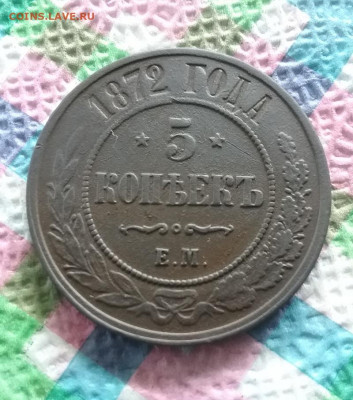 COINS.LAVE.RU
1872 ГОДА
5
КОПѢЕКЪ
Е.М.